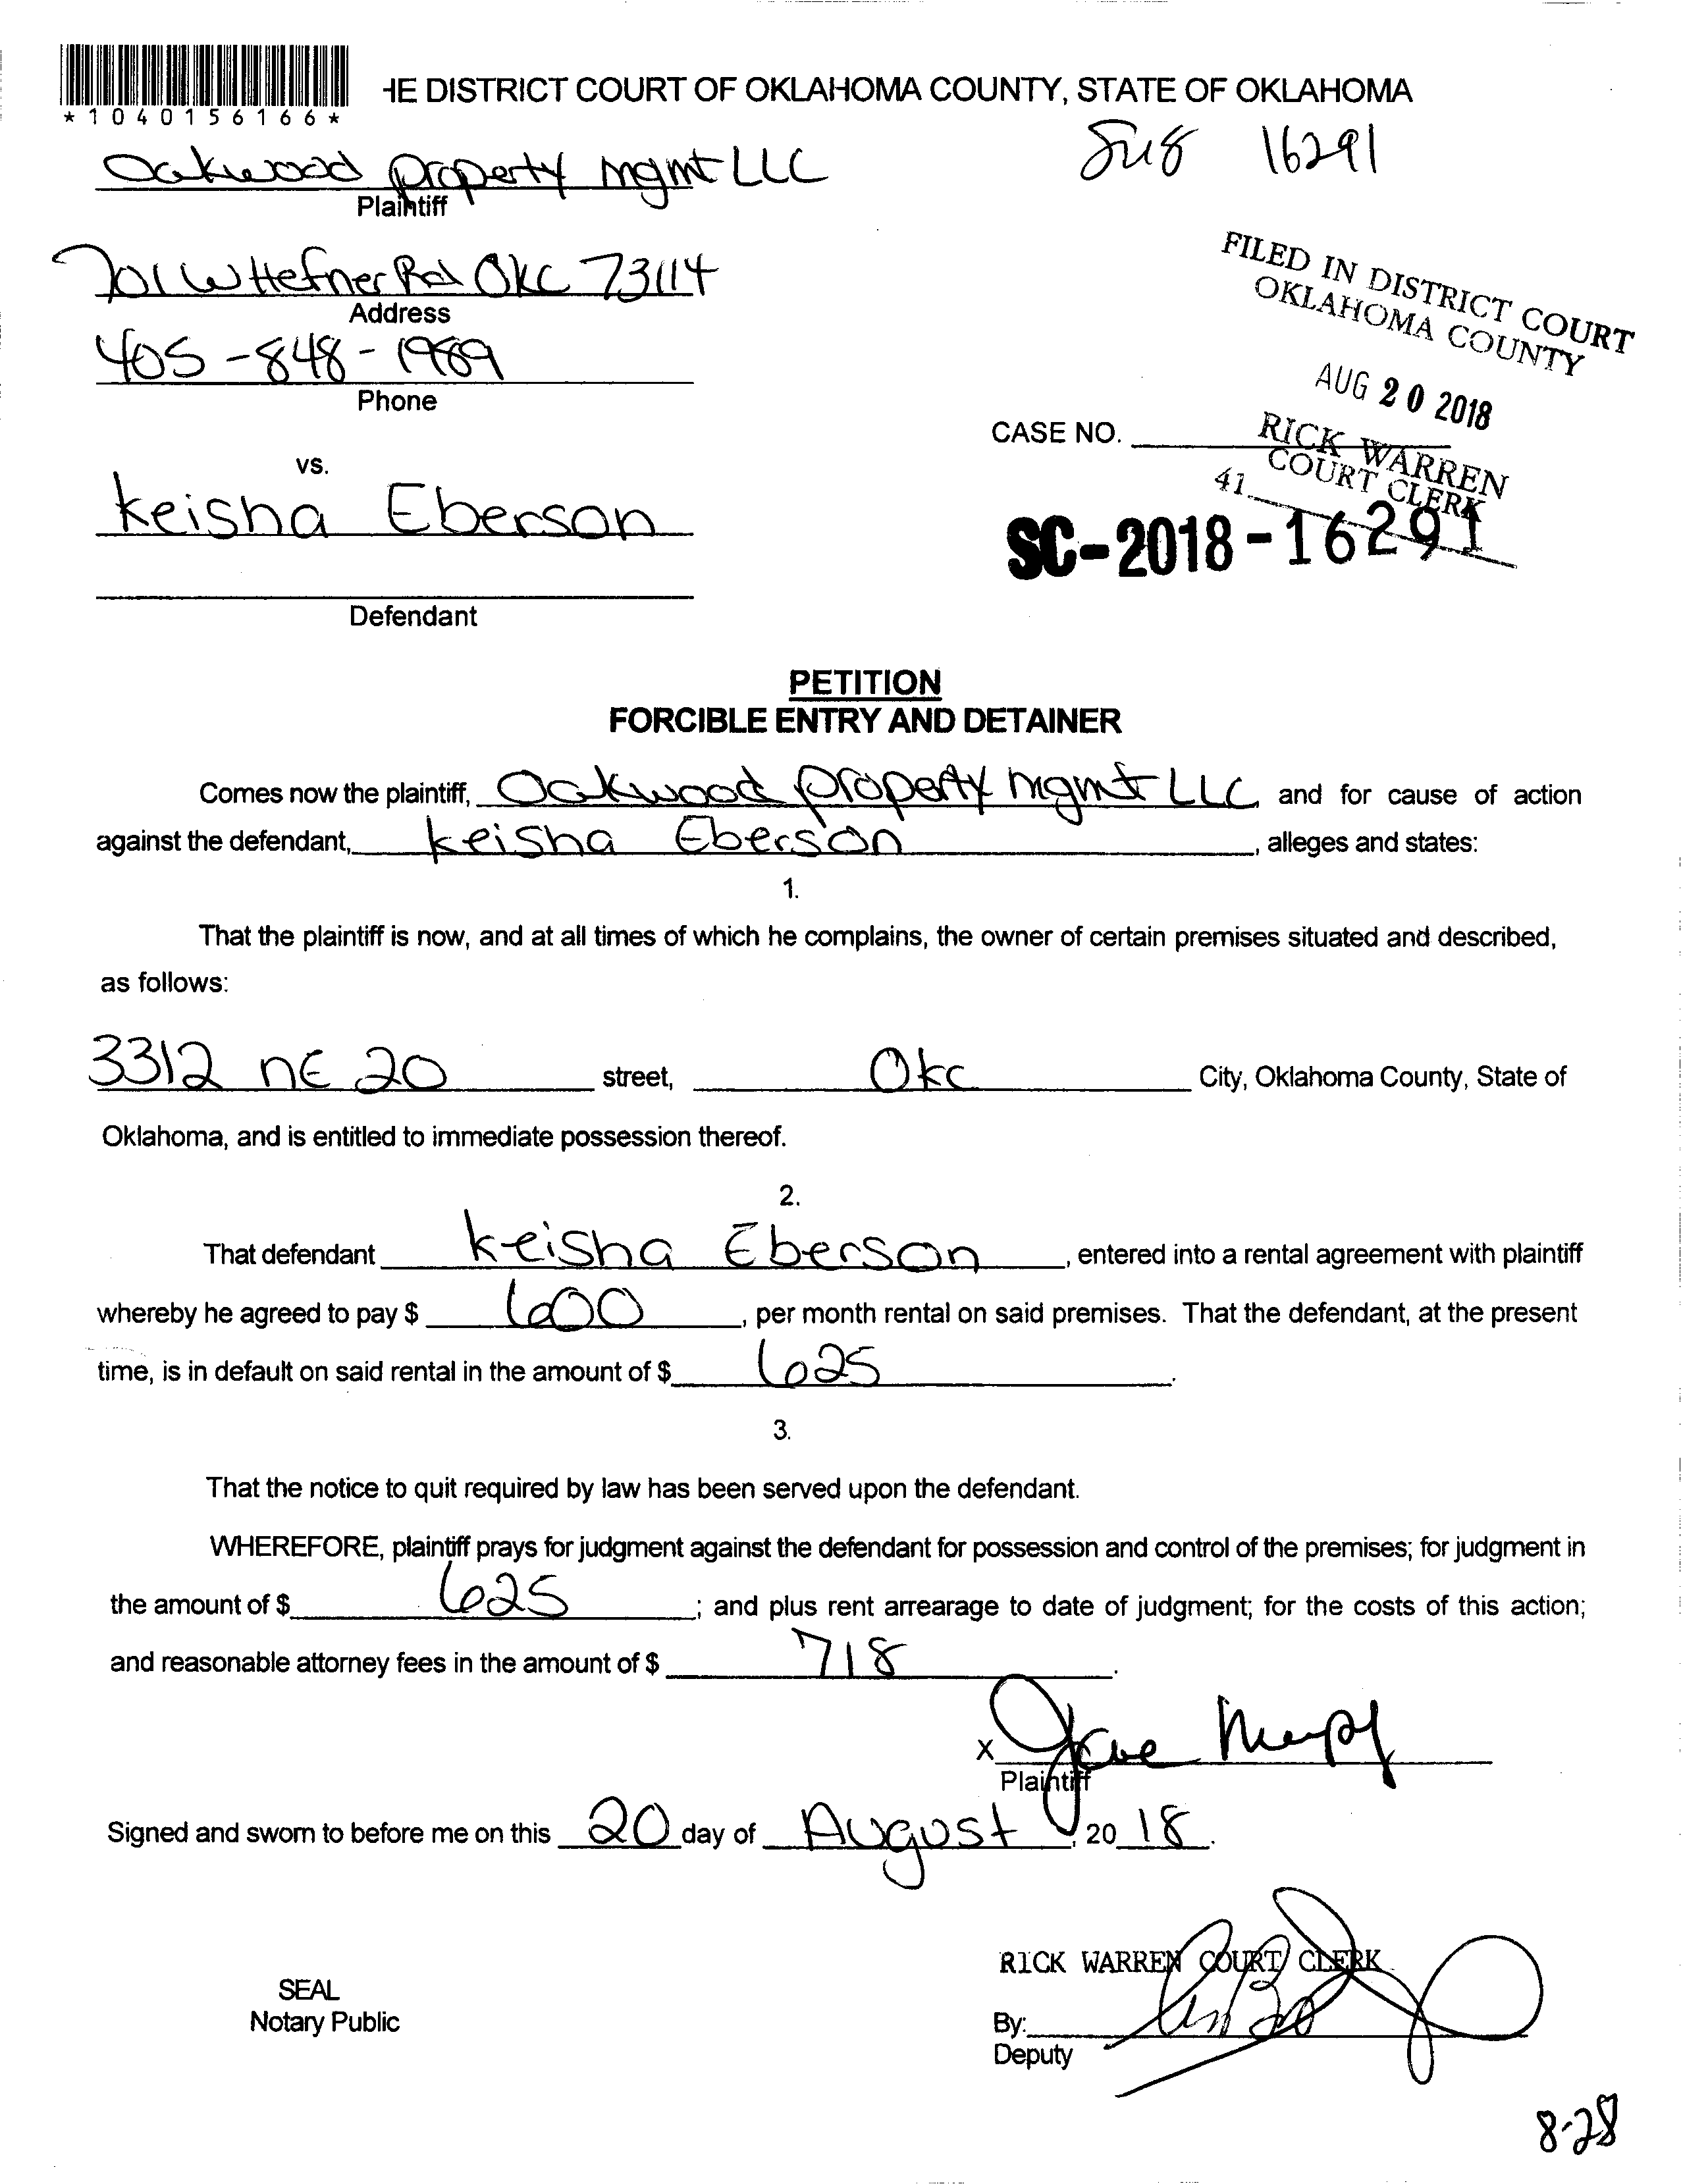 *1040156166*
HE DISTRICT COURT OF OKLAHOMA COUNTY, STATE OF OKLAHOMA
16291
Oakwood property mgmt LLC
Plaintiff
701 W Hefner Rd OKC 73114
Address
405-848-1989
Phone
FILED IN DISTRICT COURT
OKLAHOMA COUNTY
AUG 20 2018
RICK WARREN
COURT CLERK
41
CASE NO.
SC-2018-16291
vs.
Keisha Eberson
Defendant
PETITION
FORCIBLE ENTRY AND DETAINER
Comes now the plaintiff, Oakwood property mgmt LLC, and for cause of action
against the defendant, Keisha Eberson, alleges and states:
1.
That the plaintiff is now, and at all times of which he complains, the owner of certain premises situated and described,
as follows:
3312 NE 20 street, OKC City, Oklahoma County, State of
Oklahoma, and is entitled to immediate possession thereof.
2.
That defendant Keisha Eberson, entered into a rental agreement with plaintiff
whereby he agreed to pay $ 600, per month rental on said premises. That the defendant, at the present
time, is in default on said rental in the amount of $ 625.
3.
That the notice to quit required by law has been served upon the defendant.
WHEREFORE, plaintiff prays for judgment against the defendant for possession and control of the premises; for judgment in
the amount of $ 625; and plus rent arrearage to date of judgment; for the costs of this action;
and reasonable attorney fees in the amount of $ 718.
X
Plaintiff
Signed and sworn to before me on this 20 day of August, 20 18.
RICK WARREN COURT CLERK
SEAL
Notary Public
By:
Deputy
8-28